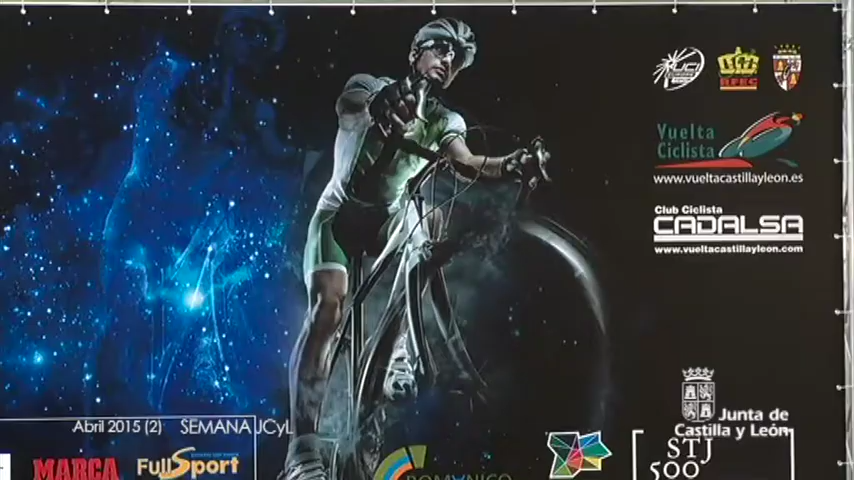 UCI
RFEC
Vuelta
Ciclista
www.vueltacastillayleon.es
Club Ciclista
CADALSA
www.vueltacastillayleon.com
Junta de
Castilla y León
Abril 2015 (2) SEMANA JCyL
STJ
500
MARCA
FullSport